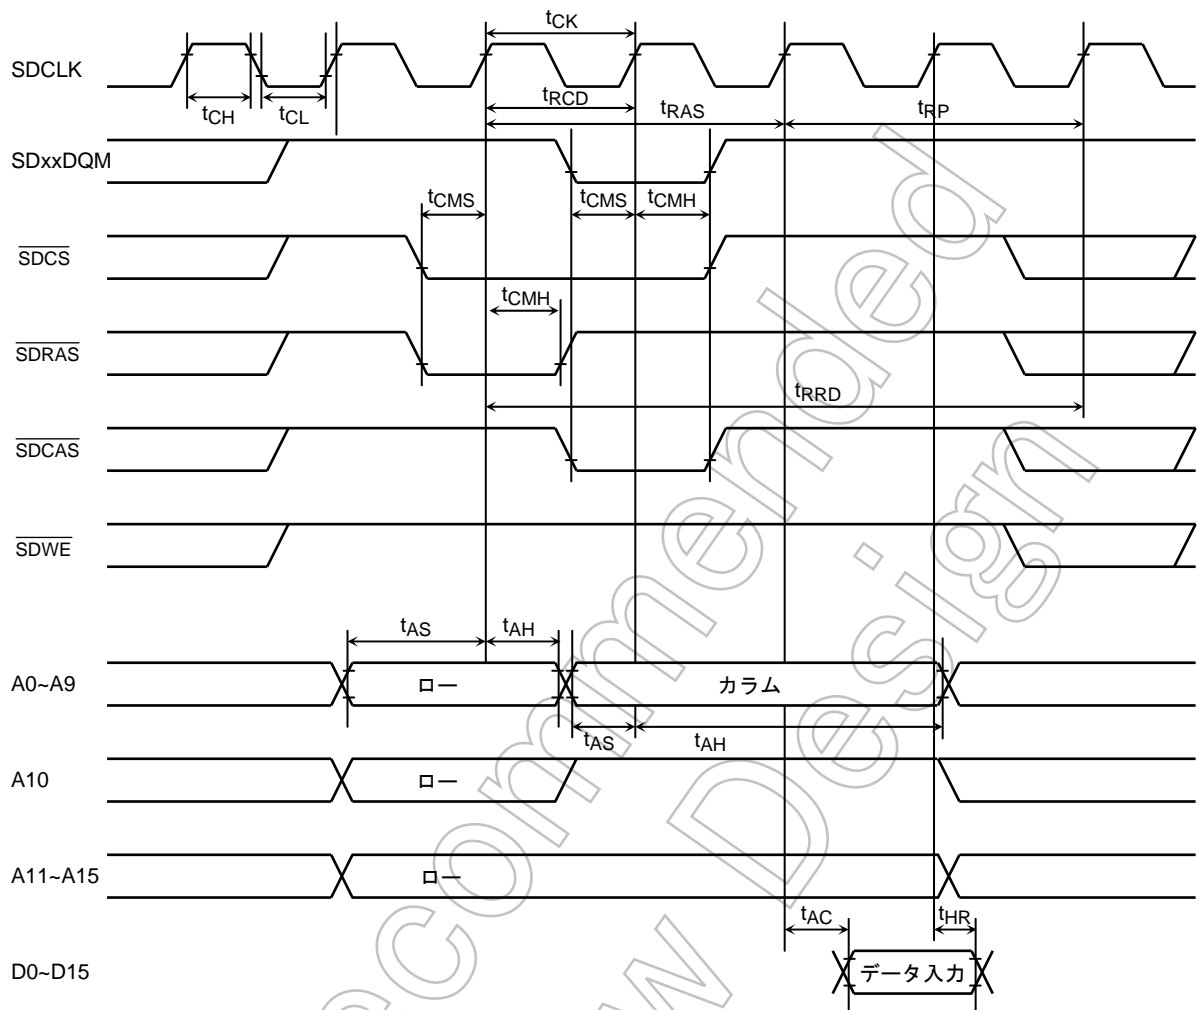 tCK
SDCLK
tCH
tCL
tRCD
tRAS
tRP
SDxxDQM
tCMS
tCMS
tCMH
SDCS
tCMH
SDRAS
tRRD
SDCAS
SDWE
tAS
tAH
A0~A9
ロー
カラム
tAS
tAH
A10
ロー
A11~A15
ロー
tAC
tHR
D0~D15
データ入力
ecommended
w Design